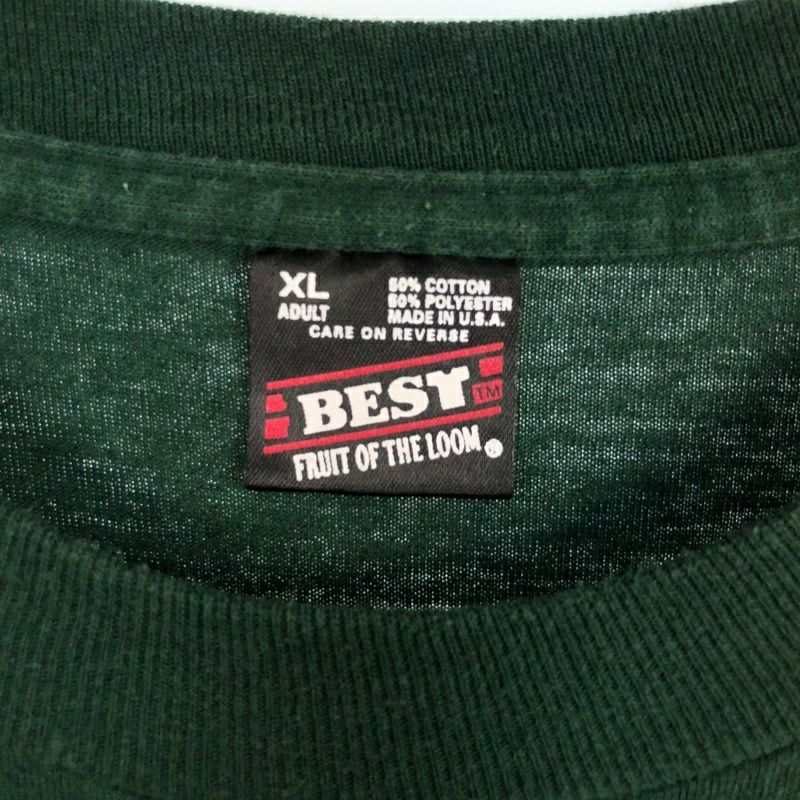 XL
ADULT
50% COTTON
50% POLYESTER
MADE IN U.S.A.
CARE ON REVERSE
BEST TM
FRUIT OF THE LOOM ®